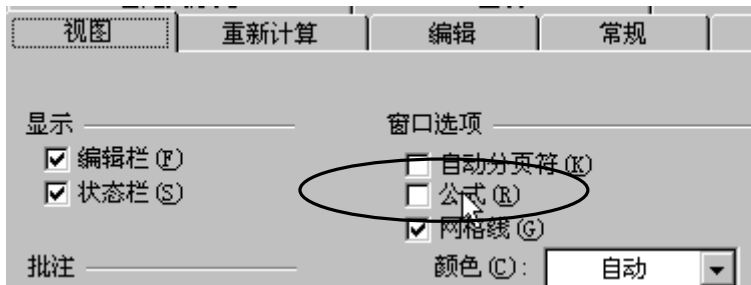 视图 重新计算 编辑 常规
显示 窗口选项
编辑栏(F) 自动分页符(K)
状态栏(S) 公式(R)
网格线(G)
批注 颜色(C): 自动